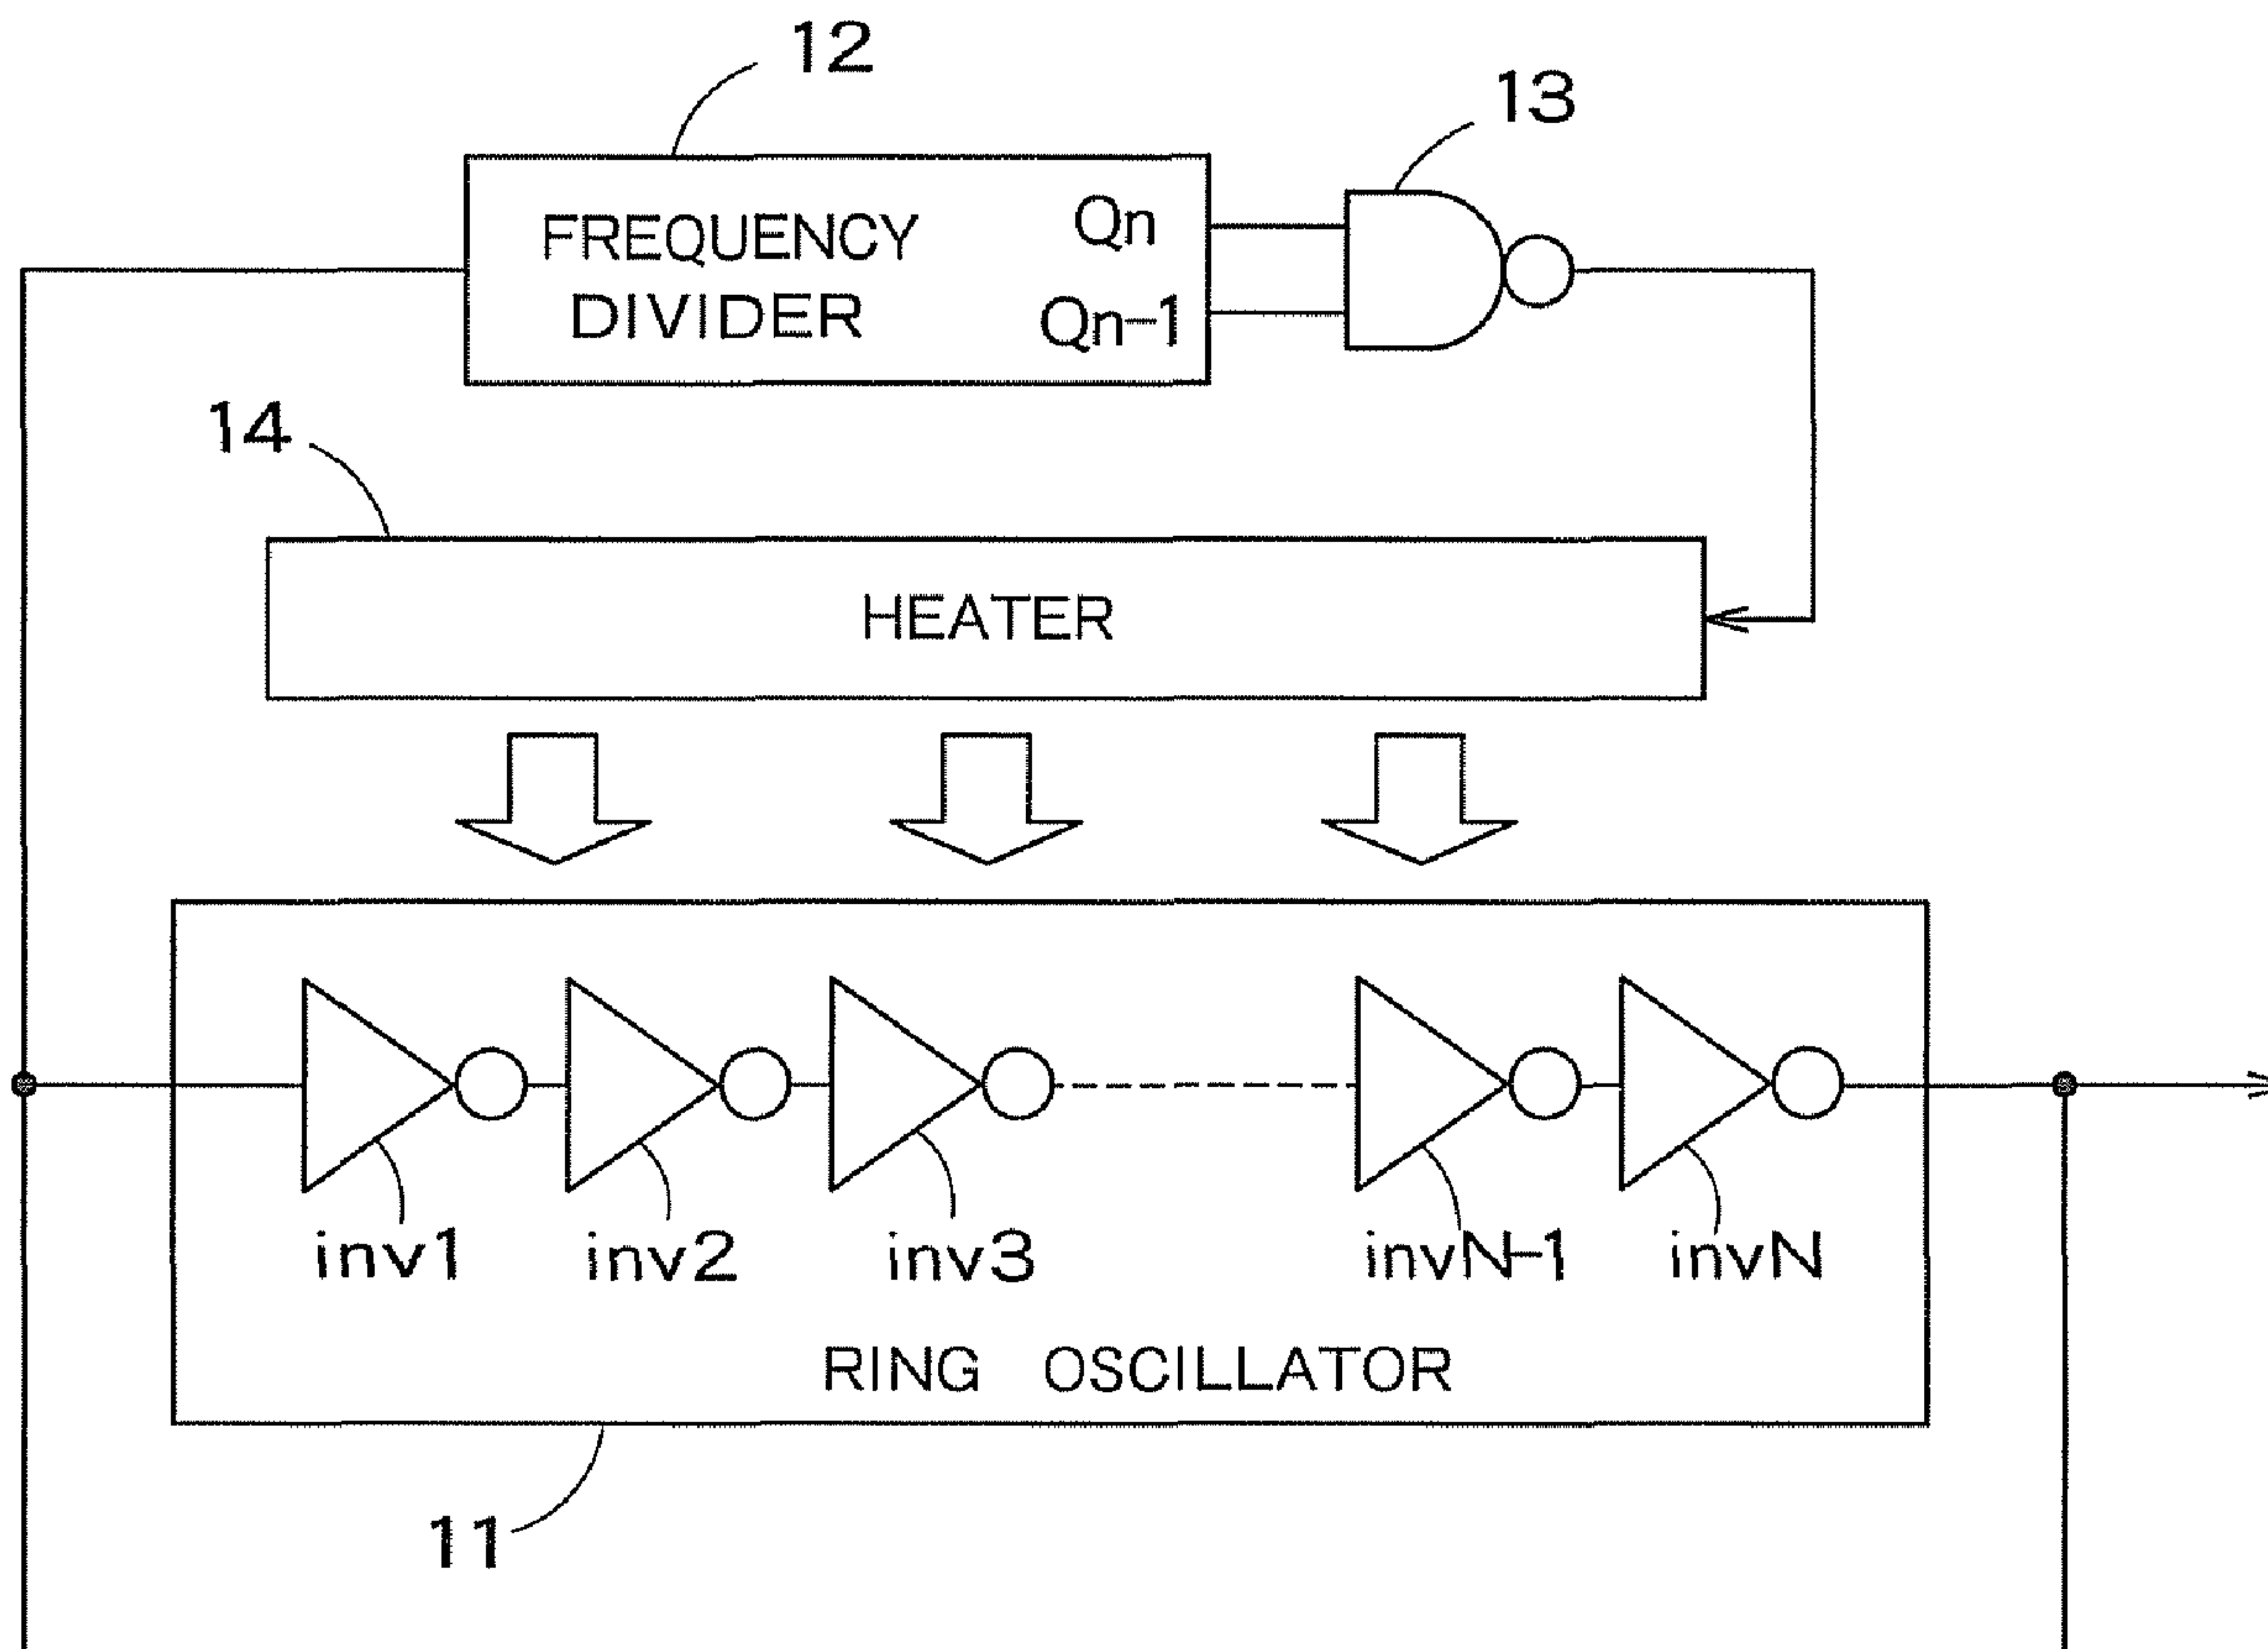 12
13
FREQUENCY
DIVIDER
Qn
Qn-1
14
HEATER
inv1
inv2
inv3
invN-1
invN
RING OSCILLATOR
11